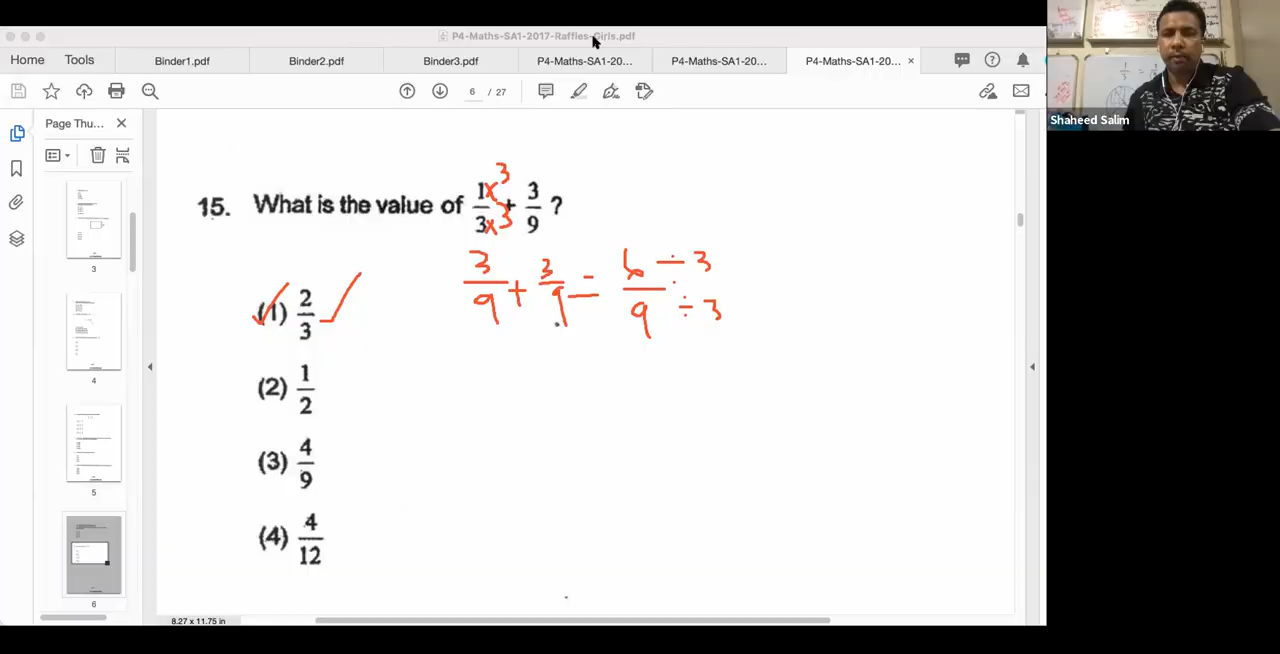 P4-Maths-SA1-2017-Raffles-Girls.pdf
Home Tools Binder1.pdf Binder2.pdf Binder3.pdf P4-Maths-SA1-20... P4-Maths-SA1-20... P4-Maths-SA1-20... ×
6 / 27
Shaheed Salim
Page Thu... ×
3
4
5
6
15. What is the value of 1/3 + 3/9 ?
×3
×3
3/9 + 3/9 = 6/9 ÷ 3
÷ 3
(1) 2/3
(2) 1/2
(3) 4/9
(4) 4/12
8.27 x 11.75 in